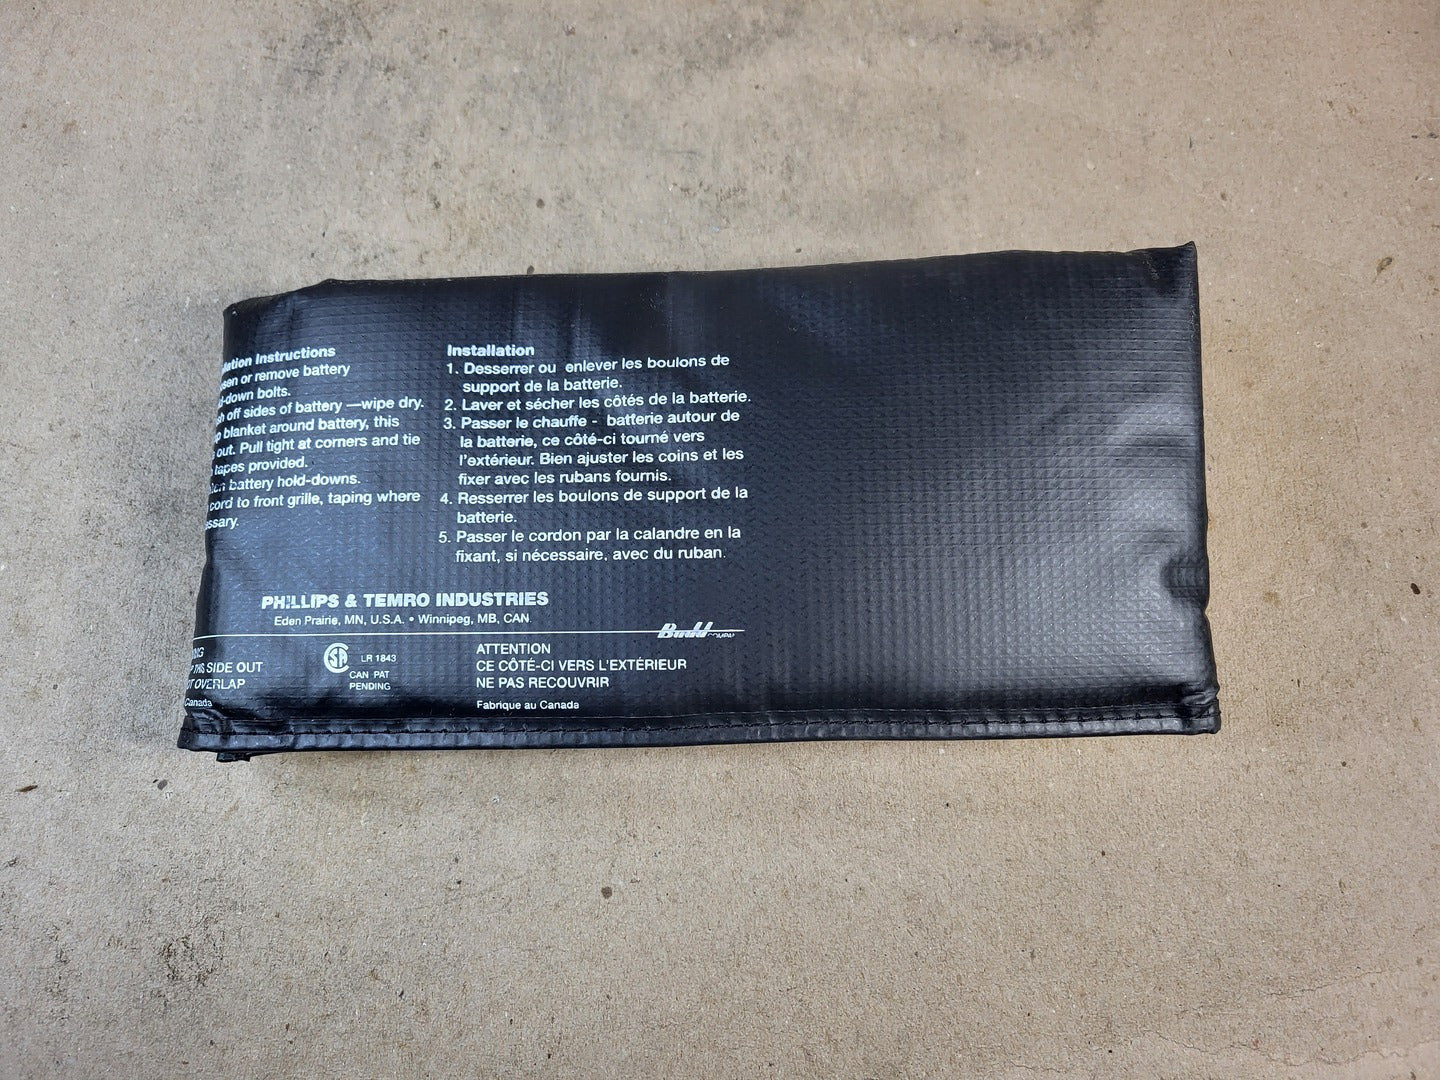 Instructions
or remove battery
-down bolts.
off sides of battery —wipe dry.
blanket around battery, this
out. Pull tight at corners and tie
tapes provided.
battery hold-downs.
cord to front grille, taping where
Installation
1. Desserrer ou enlever les boulons de
support de la batterie.
2. Laver et sécher les côtés de la batterie.
3. Passer le chauffe - batterie autour de
la batterie, ce côté-ci tourné vers
l'extérieur. Bien ajuster les coins et les
fixer avec les rubans fournis.
4. Resserrer les boulons de support de la
batterie.
5. Passer le cordon par la calandre en la
fixant, si nécessaire, avec du ruban.
PHILLIPS & TEMRO INDUSTRIES
Eden Prairie, MN, U.S.A. • Winnipeg, MB, CAN
Budd COMPANY
SIDE OUT
OVERLAP
Canada
SA
LR 1843
CAN PAT
PENDING
ATTENTION
CE CÔTÉ-CI VERS L'EXTÉRIEUR
NE PAS RECOUVRIR
Fabrique au Canada